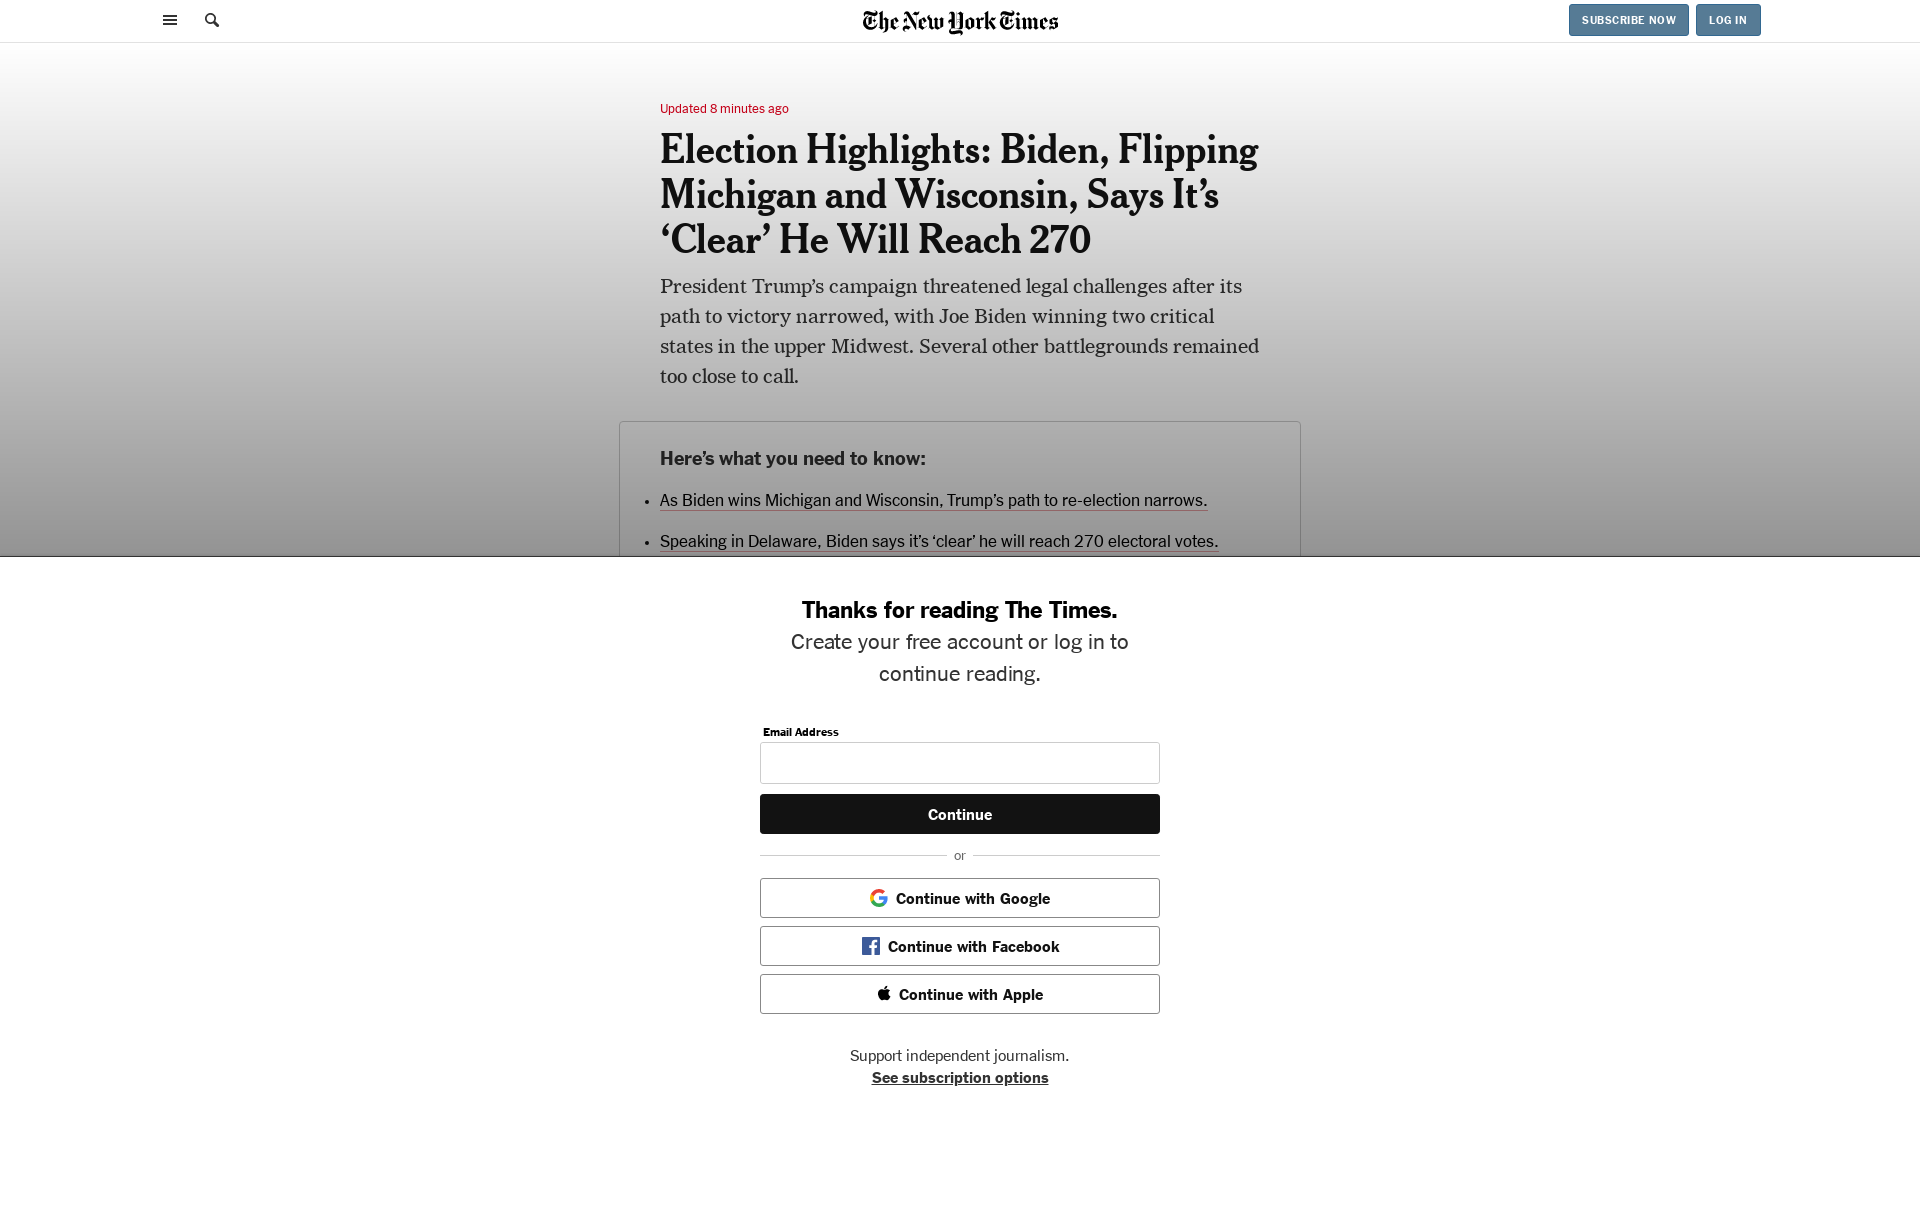 The New York Times
SUBSCRIBE NOW
LOG IN
Updated 8 minutes ago
Election Highlights: Biden, Flipping
Michigan and Wisconsin, Says It’s
‘Clear’ He Will Reach 270
President Trump’s campaign threatened legal challenges after its
path to victory narrowed, with Joe Biden winning two critical
states in the upper Midwest. Several other battlegrounds remained
too close to call.
Here’s what you need to know:
As Biden wins Michigan and Wisconsin, Trump’s path to re-election narrows.
Speaking in Delaware, Biden says it’s ‘clear’ he will reach 270 electoral votes.
Thanks for reading The Times.
Create your free account or log in to
continue reading.
Email Address
Continue
or
Continue with Google
Continue with Facebook
Continue with Apple
Support independent journalism.
See subscription options